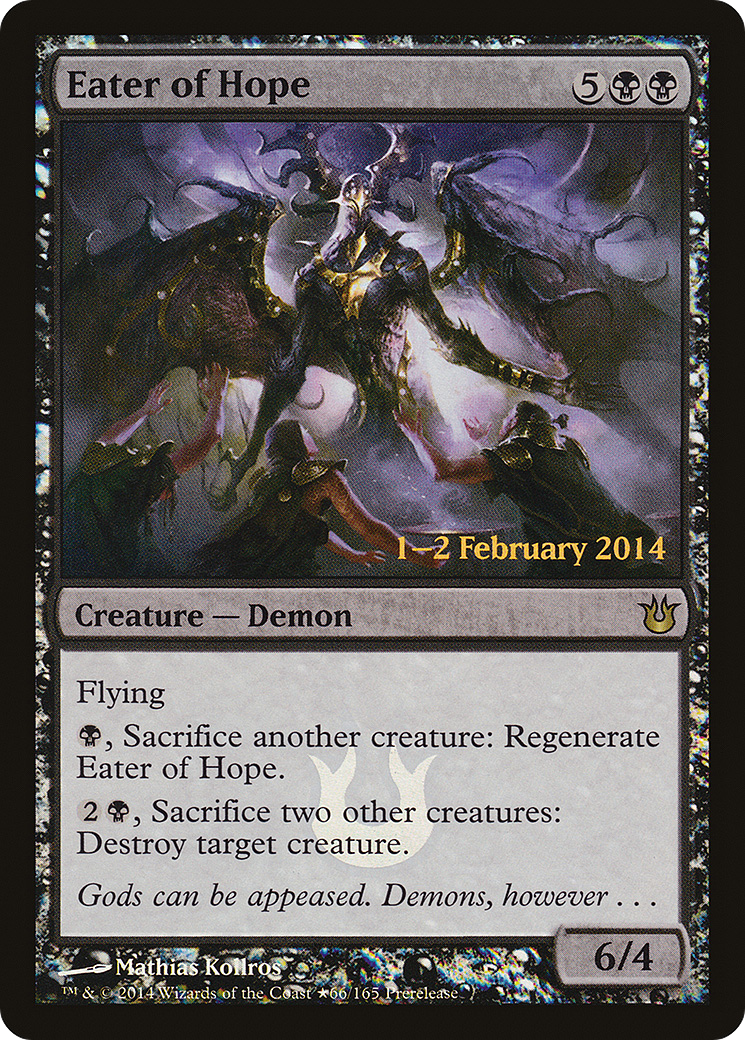 Eater of Hope 5
1–2 February 2014
Creature — Demon
Flying
, Sacrifice another creature: Regenerate
Eater of Hope.
2 , Sacrifice two other creatures:
Destroy target creature.
Gods can be appeased. Demons, however . . .
6/4
Mathias Kollros
™ & © 2014 Wizards of the Coast ★66/165 Prerelease